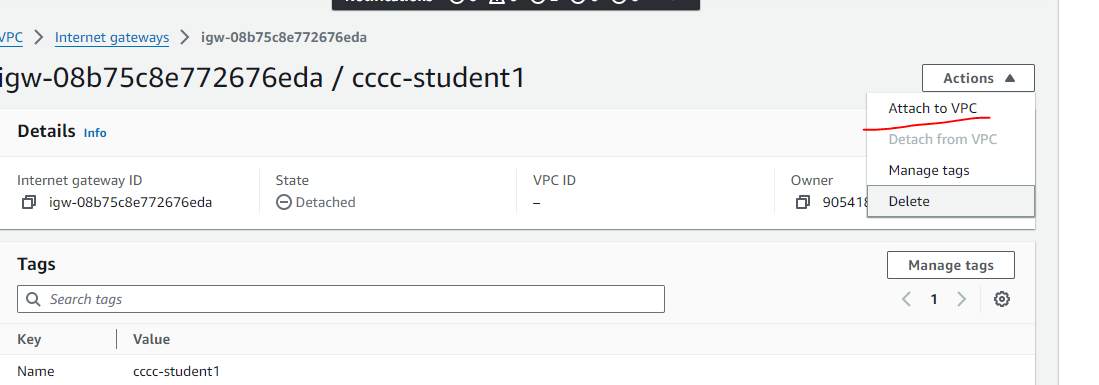 VPC > Internet gateways > igw-08b75c8e772676eda
igw-08b75c8e772676eda / cccc-student1
Actions
Attach to VPC
Detach from VPC
Manage tags
Delete
Details Info
Internet gateway ID
igw-08b75c8e772676eda
State
Detached
VPC ID
–
Owner
905418
Tags
Manage tags
Search tags
1
Key Value
Name cccc-student1